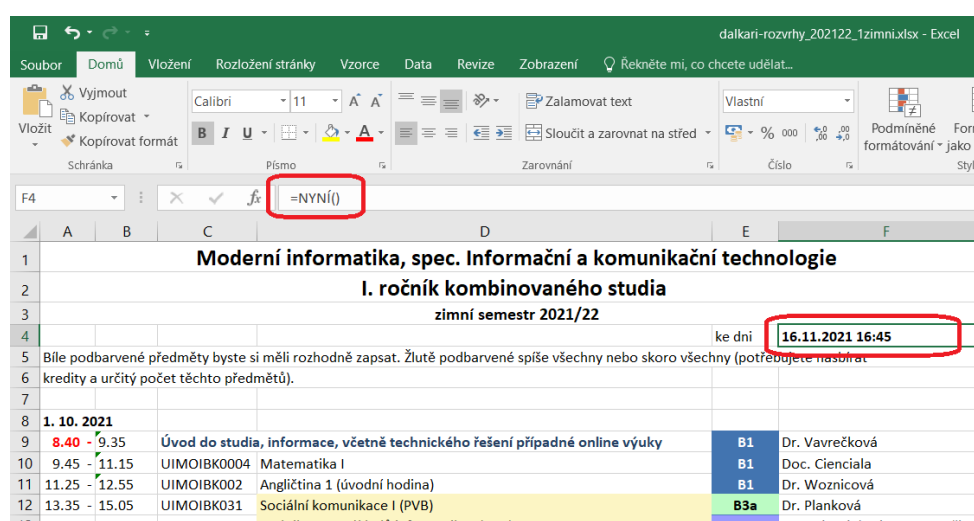 dalkari-rozvrhy_202122_1zimni.xlsx - Excel
Soubor Domů Vložení Rozložení stránky Vzorce Data Revize Zobrazení Řekněte mi, co chcete udělat...
Vložit
Vyjmout
Kopírovat
Kopírovat formát
Schránka
Calibri 11 A A
B I U A
Písmo
Zalamovat text
Sloučit a zarovnat na střed
Zarovnání
Vlastní
% 000 ,00 ,0
Číslo
Podmíněné
formátování
For
jako
Styl
F4 fx =NYNÍ()
A B C D E F
1 Moderní informatika, spec. Informační a komunikační technologie
2 I. ročník kombinovaného studia
3 zimní semestr 2021/22
4 ke dni 16.11.2021 16:45
5 Bíle podbarvené předměty byste si měli rozhodně zapsat. Žlutě podbarvené spíše všechny nebo skoro všechny (potřebujete nasbírat
6 kredity a určitý počet těchto předmětů).
7
8 1. 10. 2021
9 8.40 - 9.35 Úvod do studia, informace, včetně technického řešení případné online výuky B1 Dr. Vavrečková
10 9.45 - 11.15 UIMOIBK0004 Matematika I B1 Doc. Cienciala
11 11.25 - 12.55 UIMOIBK002 Angličtina 1 (úvodní hodina) B1 Dr. Woznicová
12 13.35 - 15.05 UIMOIBK031 Sociální komunikace I (PVB) B3a Dr. Planková